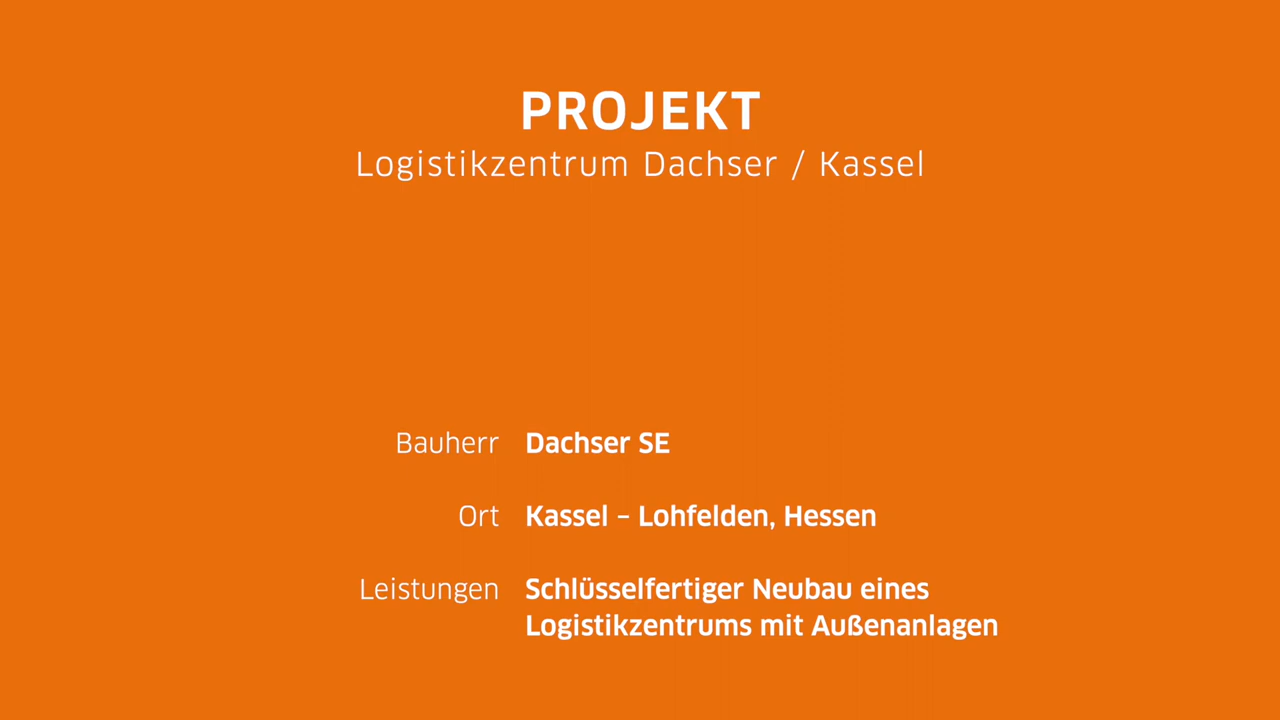 PROJEKT
Logistikzentrum Dachser / Kassel
Bauherr Dachser SE
Ort Kassel – Lohfelden, Hessen
Leistungen Schlüsselfertiger Neubau eines
Logistikzentrums mit Außenanlagen